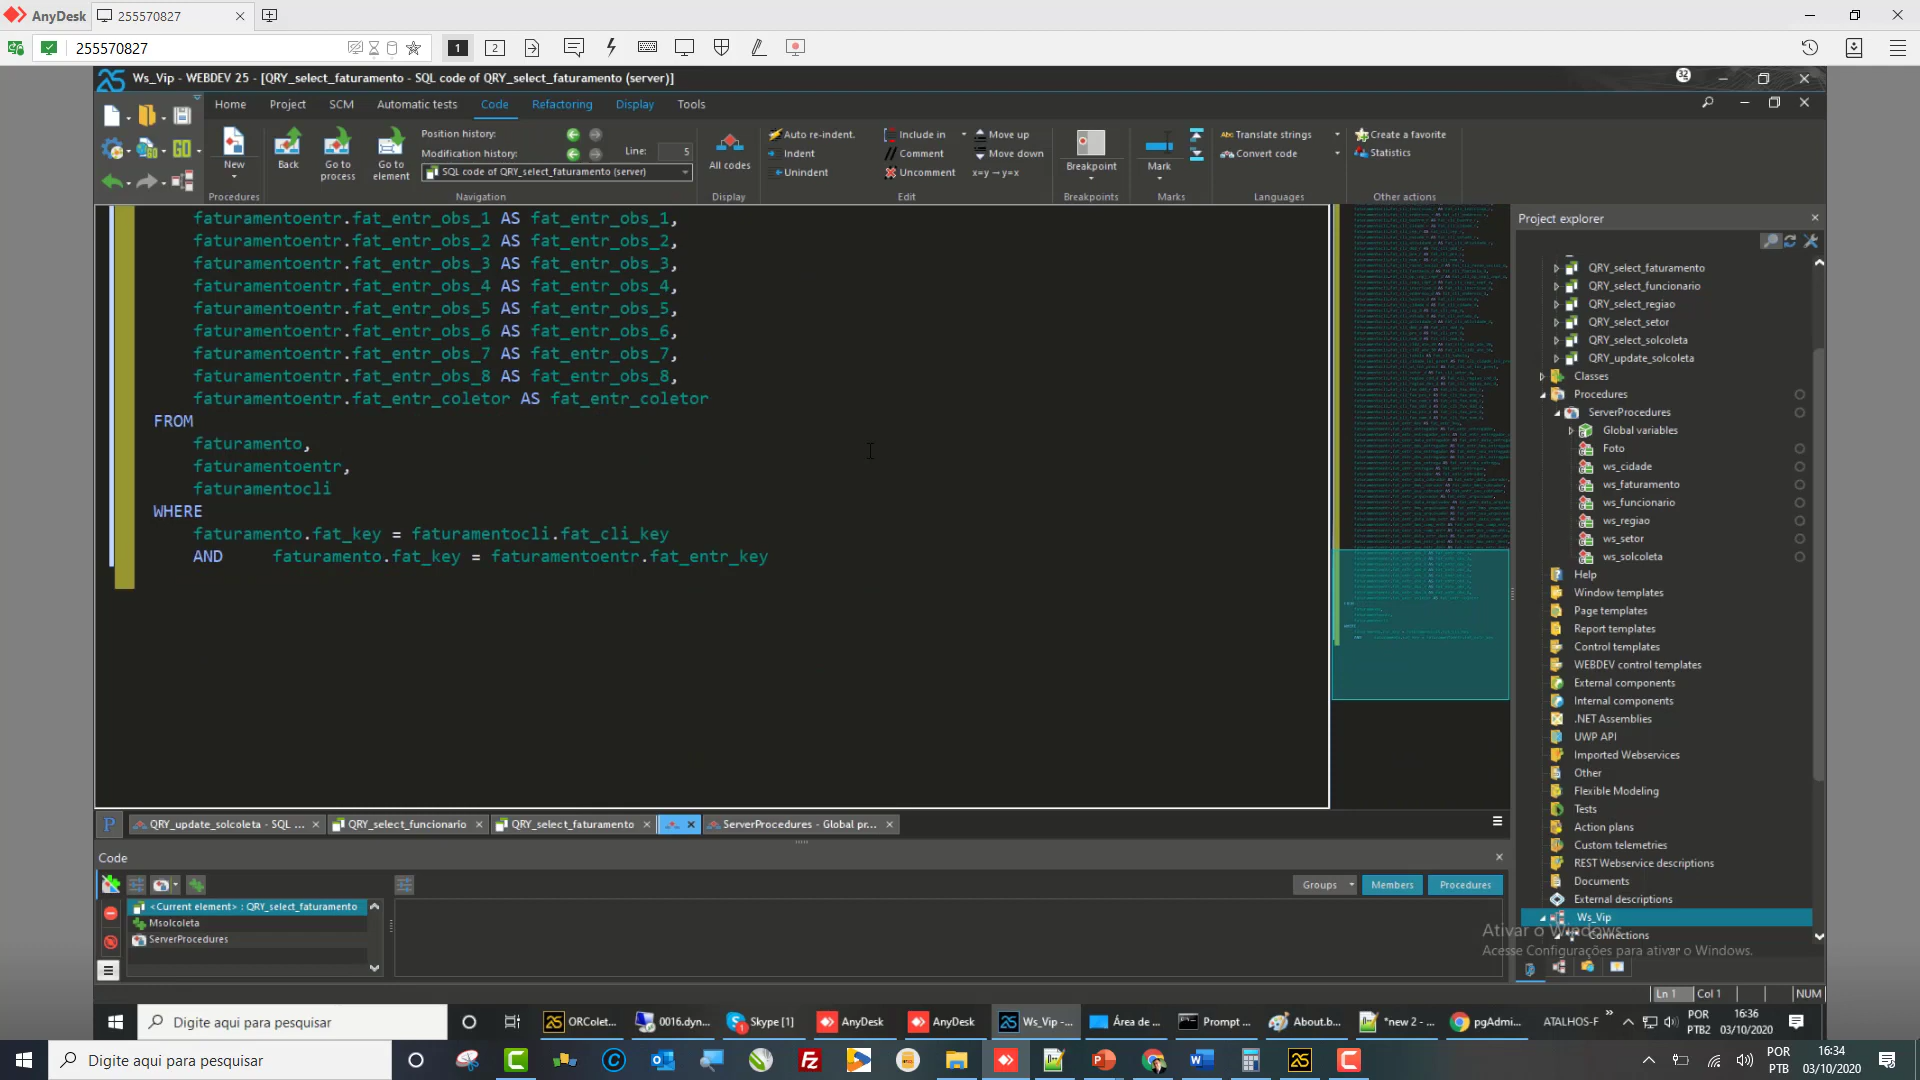 AnyDesk 255570827
255570827 1 2
Ws_Vip - WEBDEV 25 - [QRY_select_faturamento - SQL code of QRY_select_faturamento (server)] 32
Home Project SCM Automatic tests Code Refactoring Display Tools
New
Procedures
Back
Go to process
Go to element
Position history:
Modification history:
Line: 5
SQL code of QRY_select_faturamento (server)
Navigation
All codes
Display
Auto re-indent.
Indent
Unindent
Include in
Comment
Uncomment
Move up
Move down
x=y → y=x
Edit
Breakpoint
Breakpoints
Mark
Marks
Translate strings
Convert code
Languages
Create a favorite
Statistics
Other actions
faturamentoentr.fat_entr_obs_1 AS fat_entr_obs_1,
faturamentoentr.fat_entr_obs_2 AS fat_entr_obs_2,
faturamentoentr.fat_entr_obs_3 AS fat_entr_obs_3,
faturamentoentr.fat_entr_obs_4 AS fat_entr_obs_4,
faturamentoentr.fat_entr_obs_5 AS fat_entr_obs_5,
faturamentoentr.fat_entr_obs_6 AS fat_entr_obs_6,
faturamentoentr.fat_entr_obs_7 AS fat_entr_obs_7,
faturamentoentr.fat_entr_obs_8 AS fat_entr_obs_8,
faturamentoentr.fat_entr_coletor AS fat_entr_coletor
FROM
faturamento,
faturamentoentr,
faturamentocli
WHERE
faturamento.fat_key = faturamentocli.fat_cli_key
AND faturamento.fat_key = faturamentoentr.fat_entr_key
Project explorer
QRY_select_faturamento
QRY_select_funcionario
QRY_select_regiao
QRY_select_setor
QRY_select_solcoleta
QRY_update_solcoleta
Classes
Procedures
ServerProcedures
Global variables
Foto
ws_cidade
ws_faturamento
ws_funcionario
ws_regiao
ws_setor
ws_solcoleta
Help
Window templates
Page templates
Report templates
Control templates
WEBDEV control templates
External components
Internal components
.NET Assemblies
UWP API
Imported Webservices
Other
Flexible Modeling
Tests
Action plans
Custom telemetries
REST Webservice descriptions
Documents
External descriptions
Ws_Vip
Connections
Ativar o Windows
Acesse Configurações para ativar o Windows.
QRY_update_solcoleta - SQL ... QRY_select_funcionario QRY_select_faturamento ServerProcedures - Global pr...
Code
Groups Members Procedures
<Current element> : QRY_select_faturamento
Msolcoleta
ServerProcedures
Ln 1 Col 1 NUM
Digite aqui para pesquisar ORColet... 0016.dyn... Skype [1] AnyDesk AnyDesk Ws_Vip -... Área de ... Prompt ... About.b... *new 2 - ... pgAdmi... ATALHOS-F POR PTB2 16:36 03/10/2020
Digite aqui para pesquisar POR PTB 16:34 03/10/2020